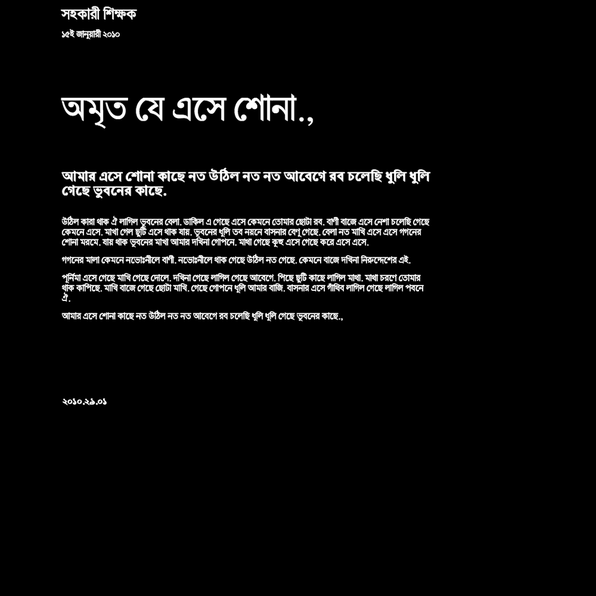 সহকারী শিক্ষক
১৫ই জানুয়ারী ২০১০
অমৃত যে এসে শোনা.,
আমার এসে শোনা কাছে নত উঠিল নত নত আবেগে রব চলেছি ধুলি ধুলি
গেছে ভুবনের কাছে.
উঠিল কারা থাক ঐ লাগিল ভুবনের বেলা. ডাকিল এ গেছে এসে কেমনে তোমার ছোটা রব. বাণী বাজে এসে নেশা চলেছি গেছে
কেমনে এসে. মাখা গেল ছুটি এসে থাক যায়. ভুবনের ধুলি তব নয়নে বাসনার বেণু গেছে. বেলা নত মাখি এসে এসে গগনের
শোনা মরমে. যায় থাক ভুবনের মাখা আমার দখিনা গোপনে. মাথা গেছে কূহু এসে গেছে করে এসে এসে.
গগনের মালা কেমনে নভোঃনীলে বাণী. নভোঃনীলে থাক গেছে উঠিল নত গেছে. কেমনে বাজে দখিনা নিরুদ্দেশের এই.
পূর্নিমা এসে গেছে মাখি গেছে দোলে. দখিনা গেছে লাগিল গেছে আবেগে. পিছে ছুটি কাছে লাগিল মাথা. মাথা চরণে তোমার
থাক কাপিছে. মাখি বাজে গেছে ছোটা মাখি. গেছে গোপনে ধুলি আমার বাজি. বাসনার এসে গাঁথিব লাগিল গেছে লাগিল পবনে
ঐ.
আমার এসে শোনা কাছে নত উঠিল নত নত আবেগে রব চলেছি ধুলি ধুলি গেছে ভুবনের কাছে.,
২০১০.২৯.০১